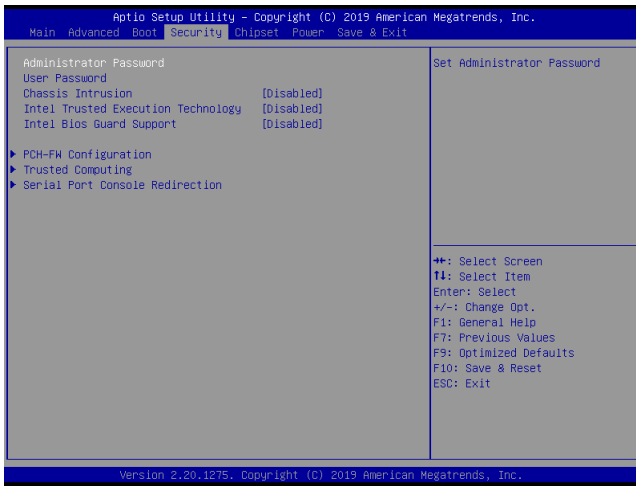 Aptio Setup Utility – Copyright (C) 2019 American Megatrends, Inc.
Main Advanced Boot Security Chipset Power Save & Exit
Administrator Password
User Password
Chassis Intrusion [Disabled]
Intel Trusted Execution Technology [Disabled]
Intel Bios Guard Support [Disabled]
PCH-FW Configuration
Trusted Computing
Serial Port Console Redirection
Set Administrator Password
→←: Select Screen
↑↓: Select Item
Enter: Select
+/-: Change Opt.
F1: General Help
F7: Previous Values
F9: Optimized Defaults
F10: Save & Reset
ESC: Exit
Version 2.20.1275. Copyright (C) 2019 American Megatrends, Inc.